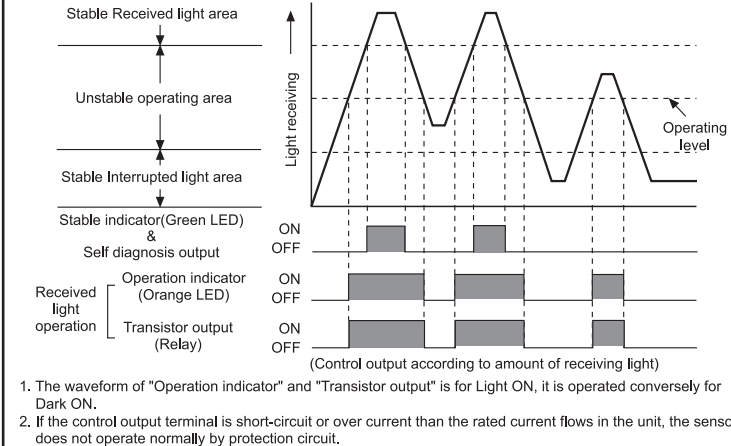 Stable Received light area
Unstable operating area
Stable Interrupted light area
Light receiving
Operating
level
Stable indicator(Green LED)
&
Self diagnosis output
ON
OFF
Received
light
operation
Operation indicator
(Orange LED)
ON
OFF
Transistor output
(Relay)
ON
OFF
(Control output according to amount of receiving light)
1. The waveform of "Operation indicator" and "Transistor output" is for Light ON, it is operated conversely for
Dark ON.
2. If the control output terminal is short-circuit or over current than the rated current flows in the unit, the senso
does not operate normally by protection circuit.